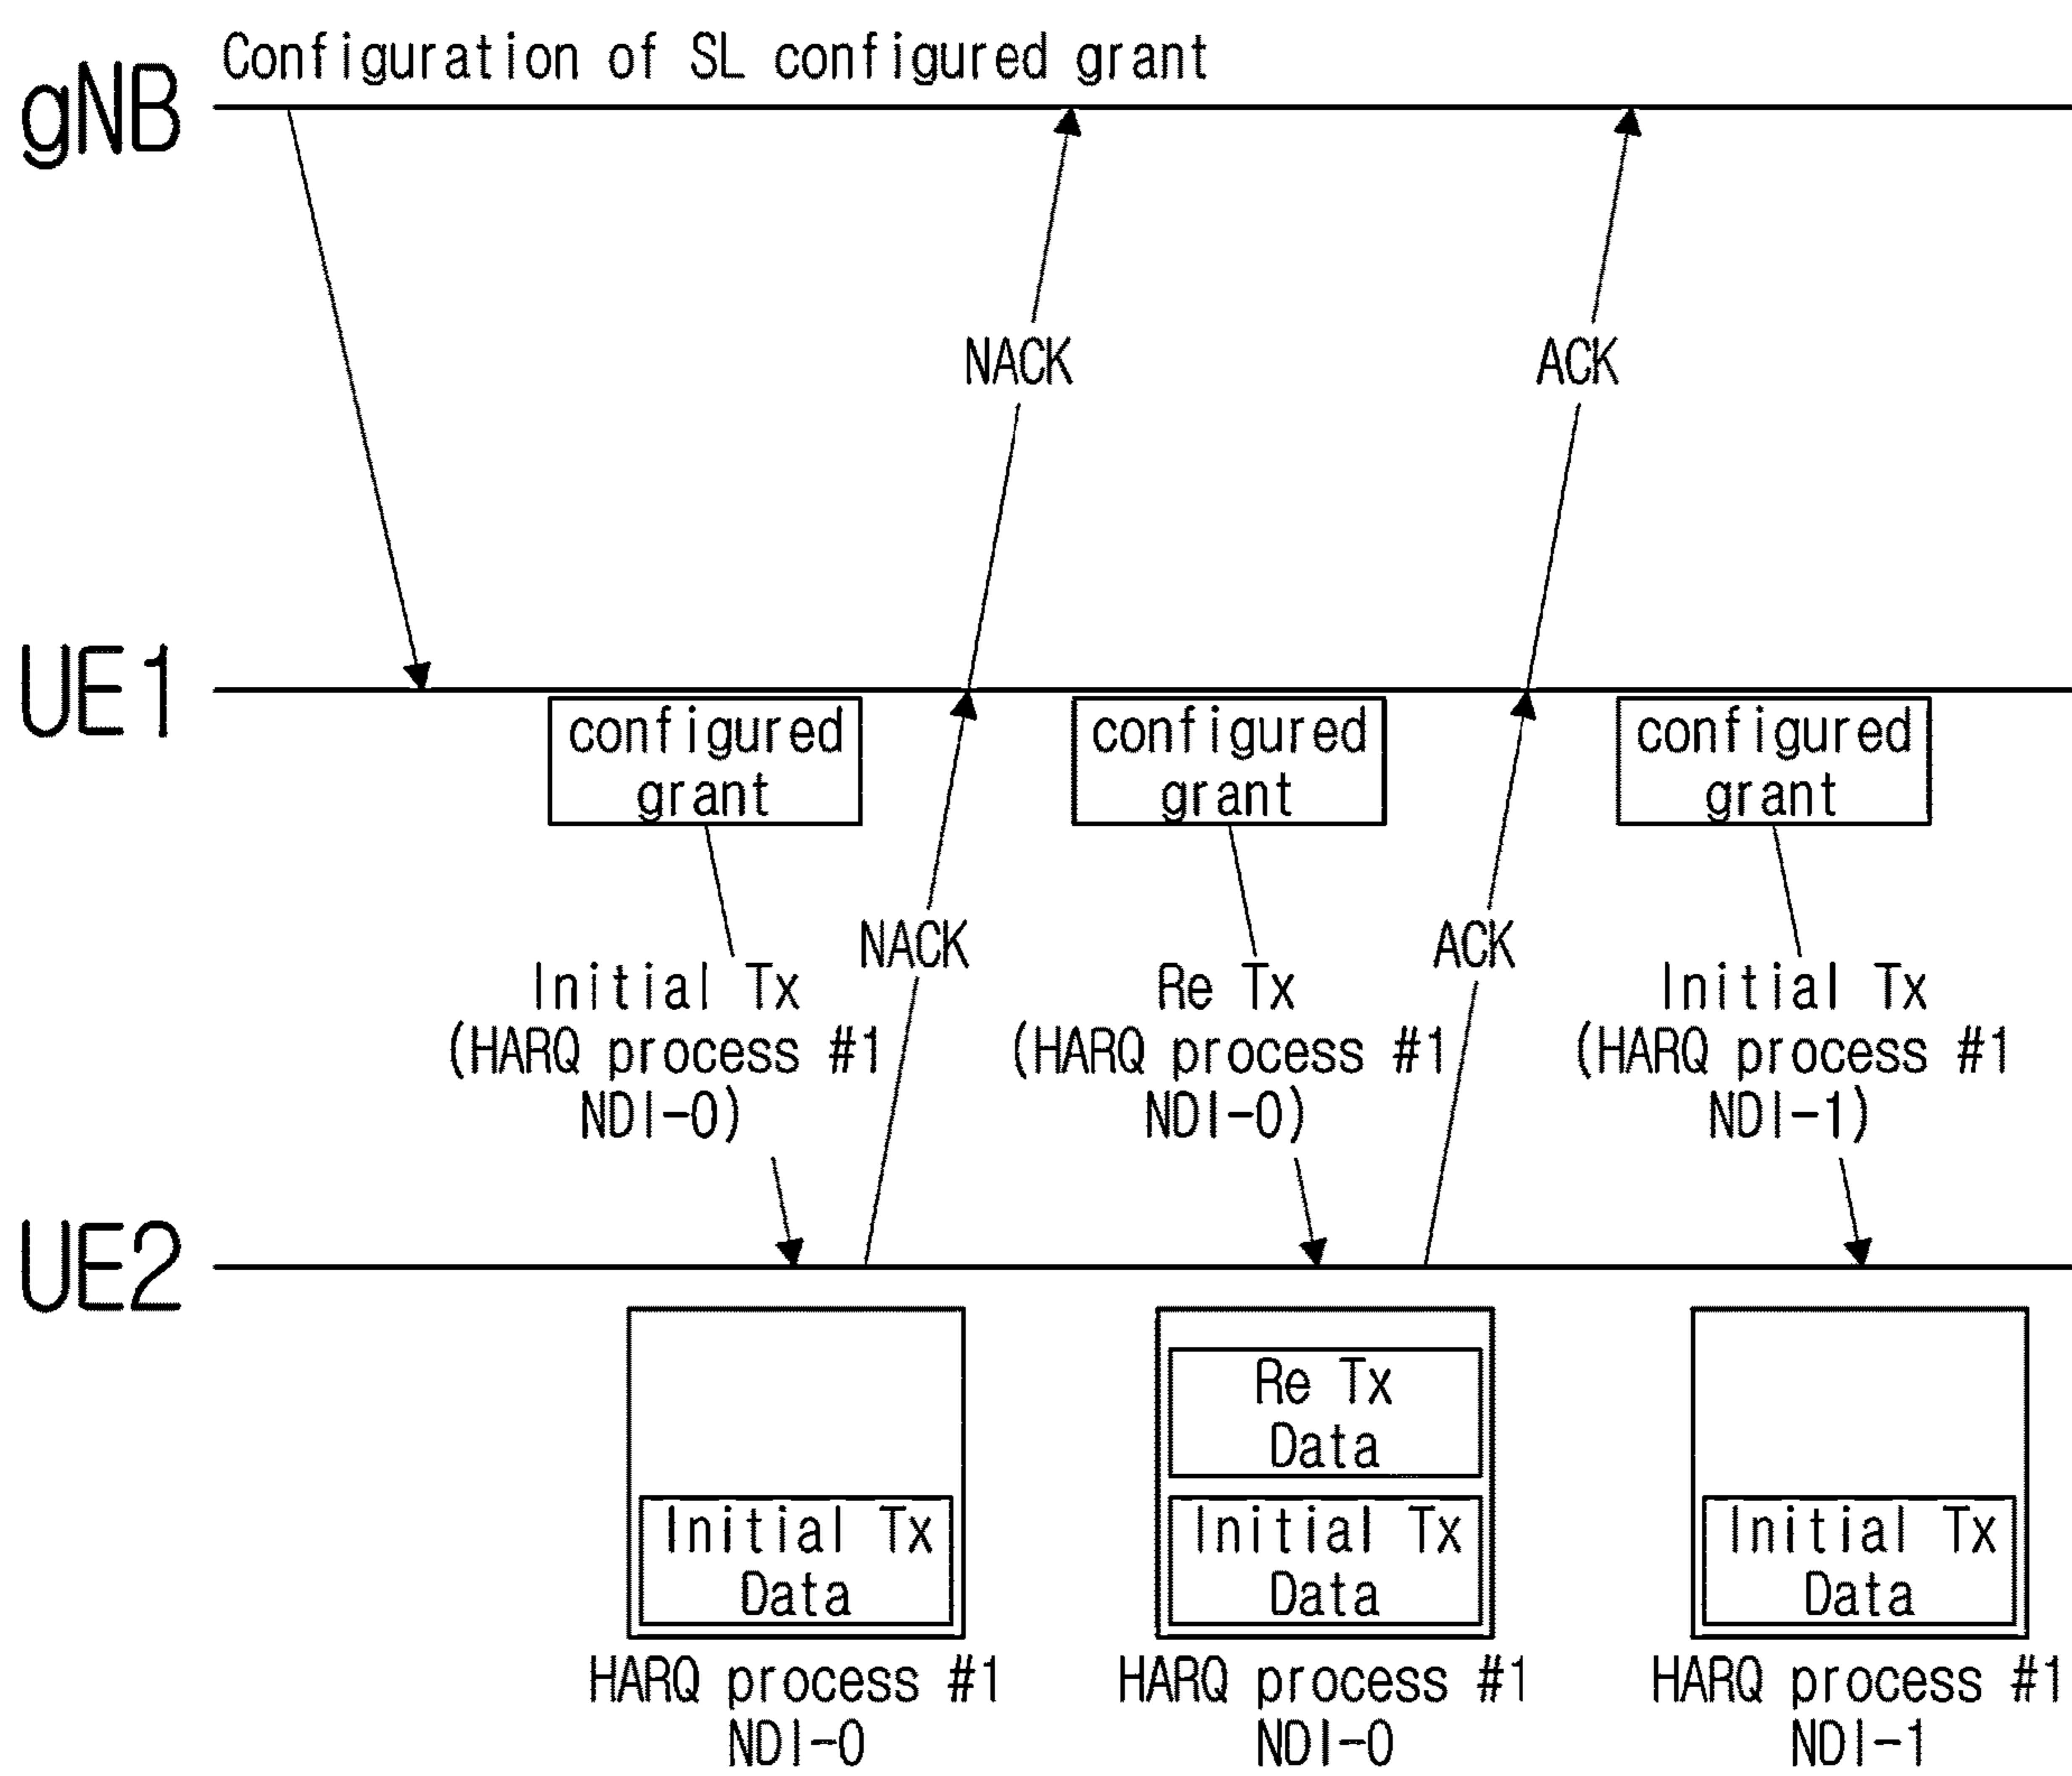 Configuration of SL configured grant
gNB
NACK
ACK
UE1
configured
grant
configured
grant
configured
grant
NACK
ACK
Initial Tx
(HARQ process #1
NDI-0)
Re Tx
(HARQ process #1
NDI-0)
Initial Tx
(HARQ process #1
NDI-1)
UE2
Initial Tx
Data
HARQ process #1
NDI-0
Re Tx
Data
Initial Tx
Data
HARQ process #1
NDI-0
Initial Tx
Data
HARQ process #1
NDI-1